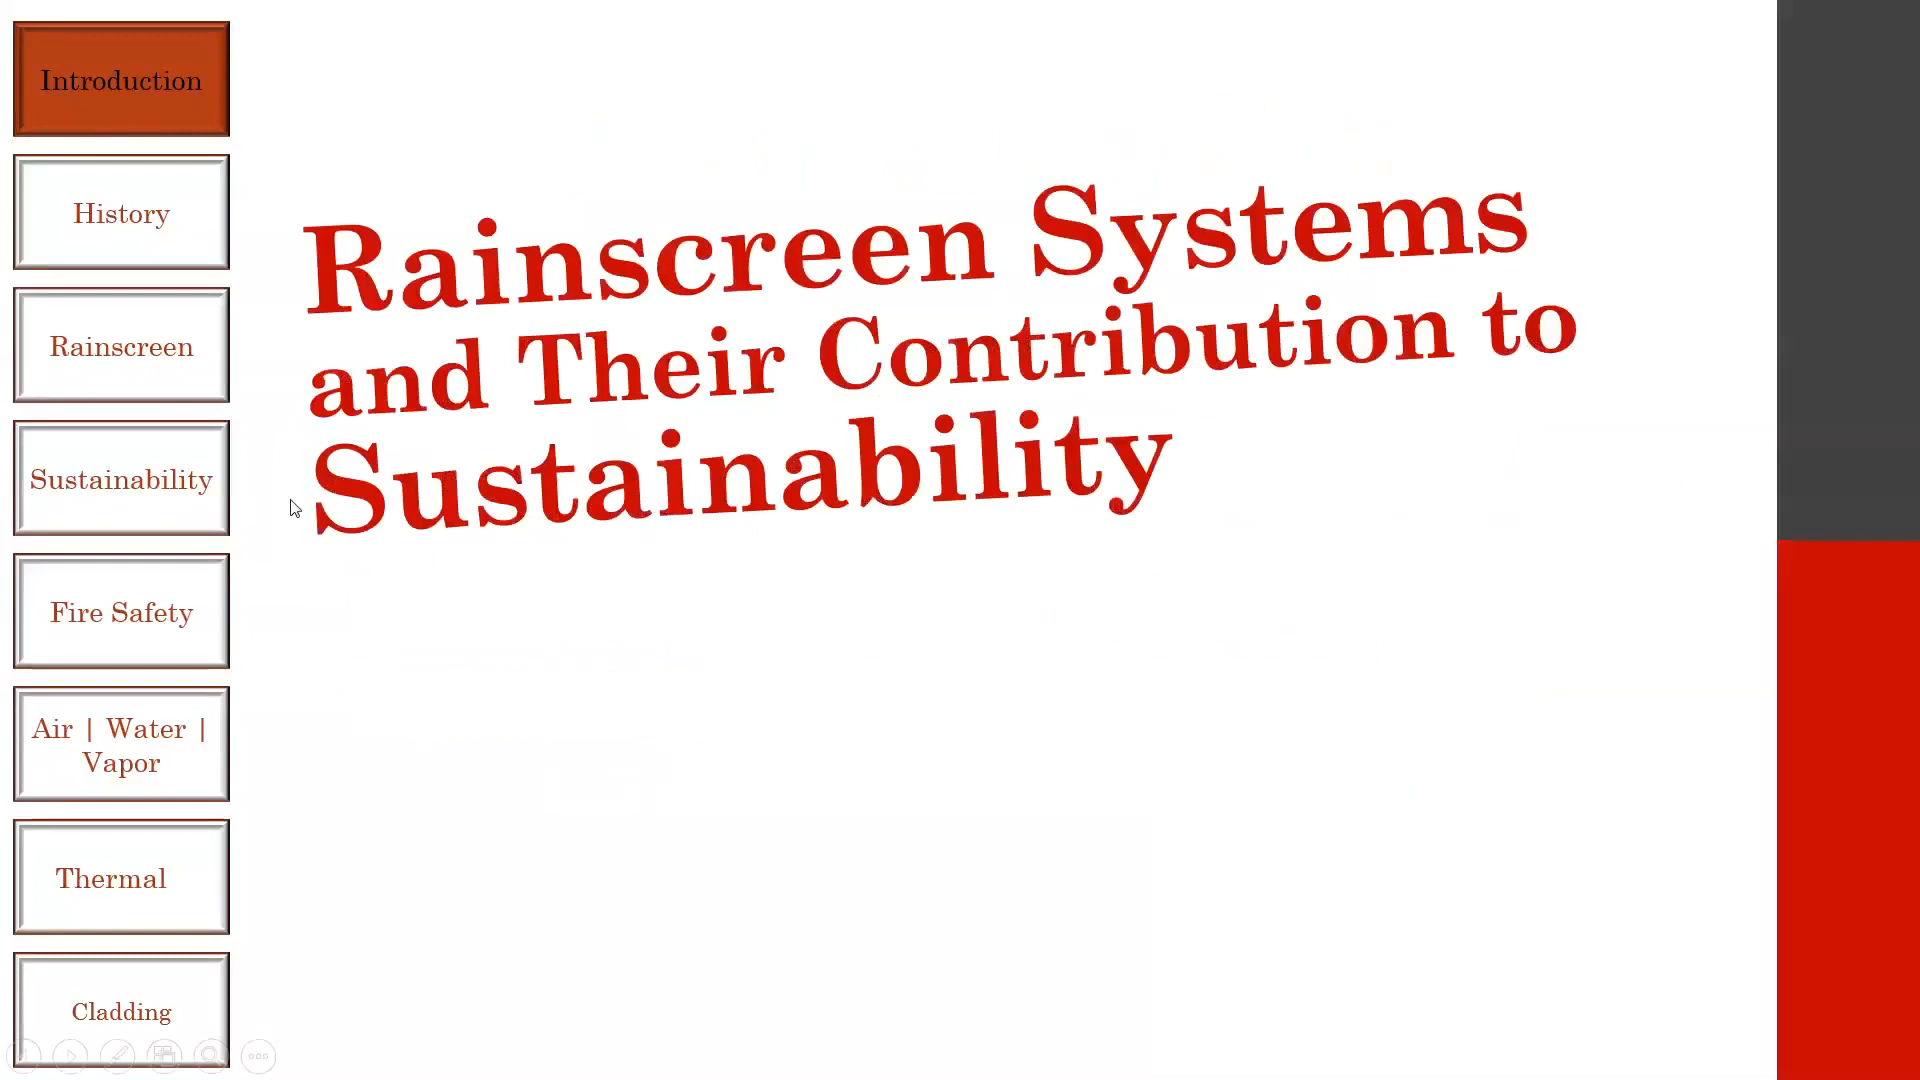 Introduction
History
Rainscreen
Sustainability
Fire Safety
Air | Water |
Vapor
Thermal
Cladding
Rainscreen Systems
and Their Contribution to
Sustainability